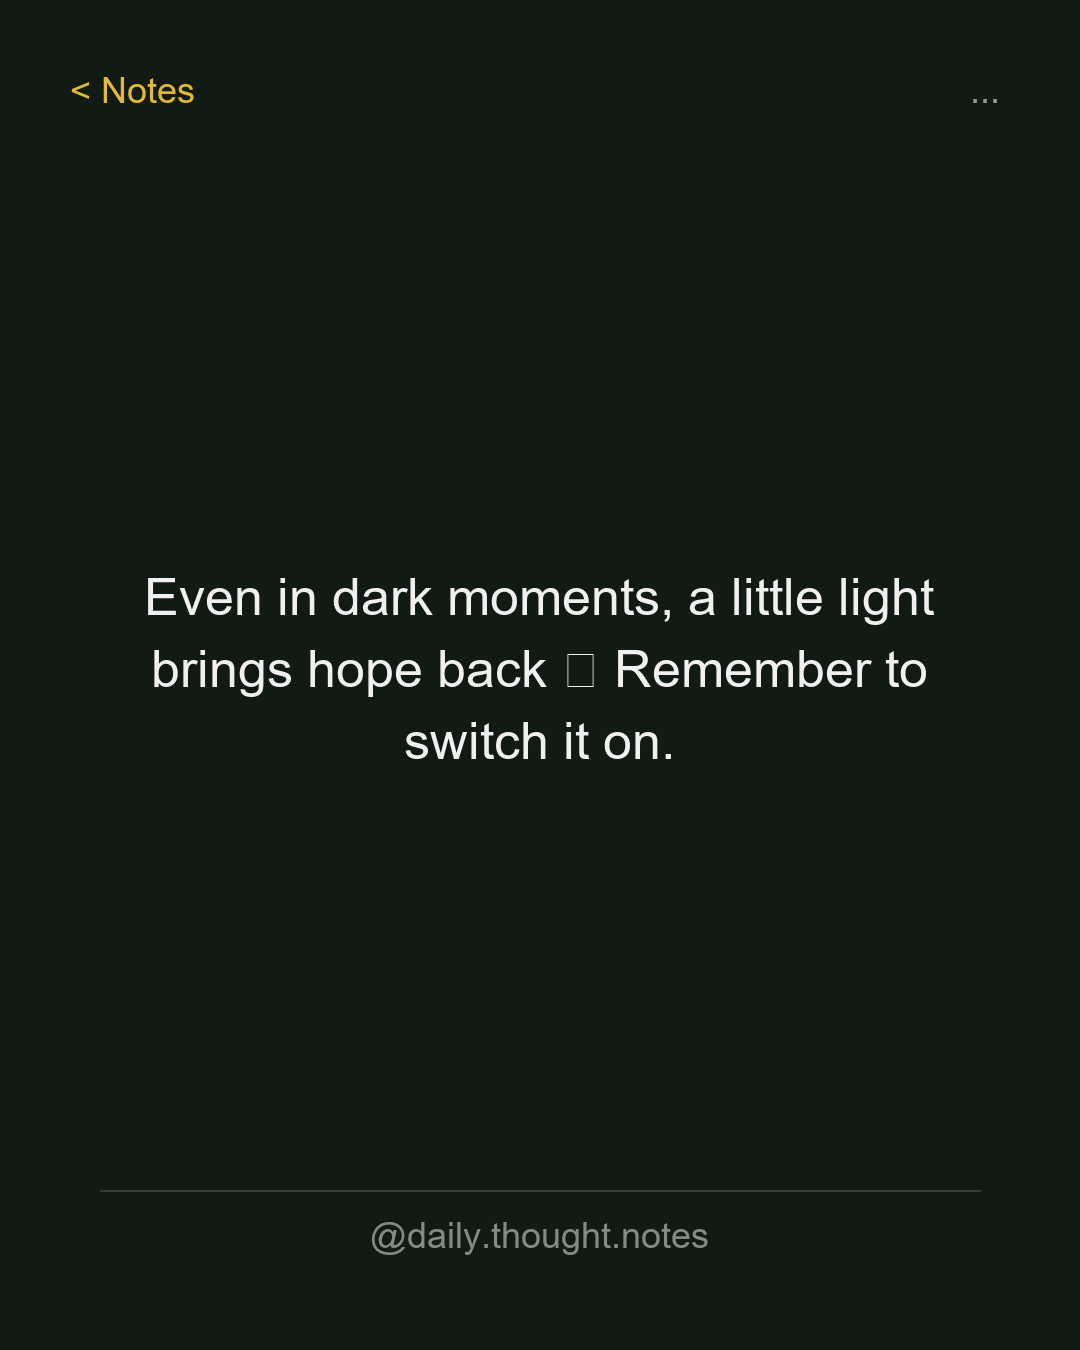 < Notes
...
Even in dark moments, a little light
brings hope back □ Remember to
switch it on.
@daily.thought.notes